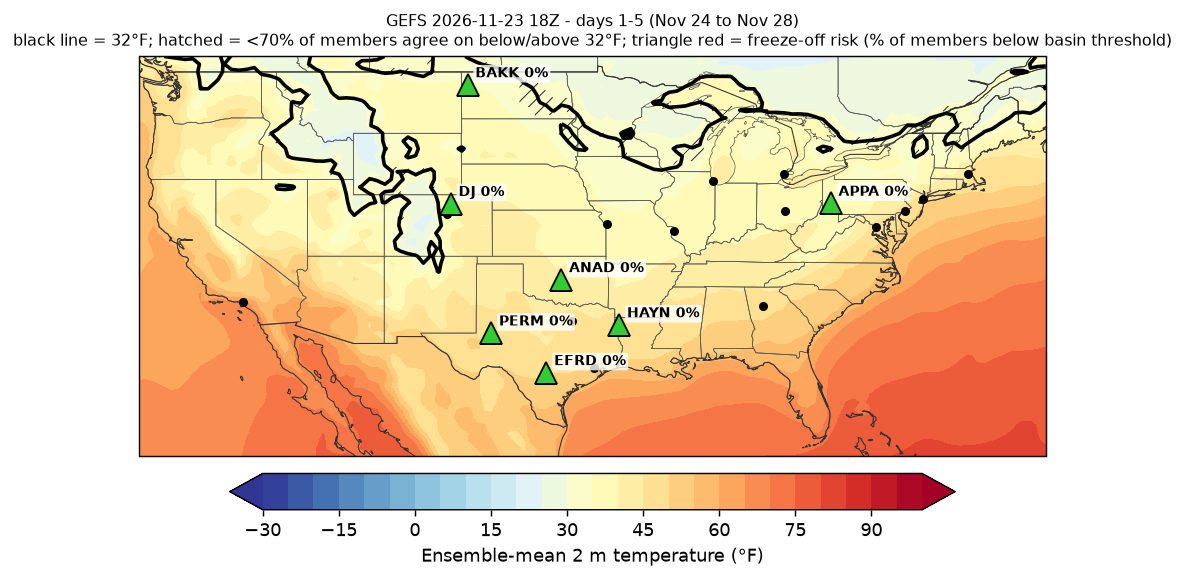 GEFS 2026-11-23 18Z - days 1-5 (Nov 24 to Nov 28)
black line = 32°F; hatched = <70% of members agree on below/above 32°F; triangle red = freeze-off risk (% of members below basin threshold)
BAKK 0%
DJ 0%
APPA 0%
ANAD 0%
HAYN 0%
PERM 0%
EFRD 0%
−30 −15 0 15 30 45 60 75 90
Ensemble-mean 2 m temperature (°F)